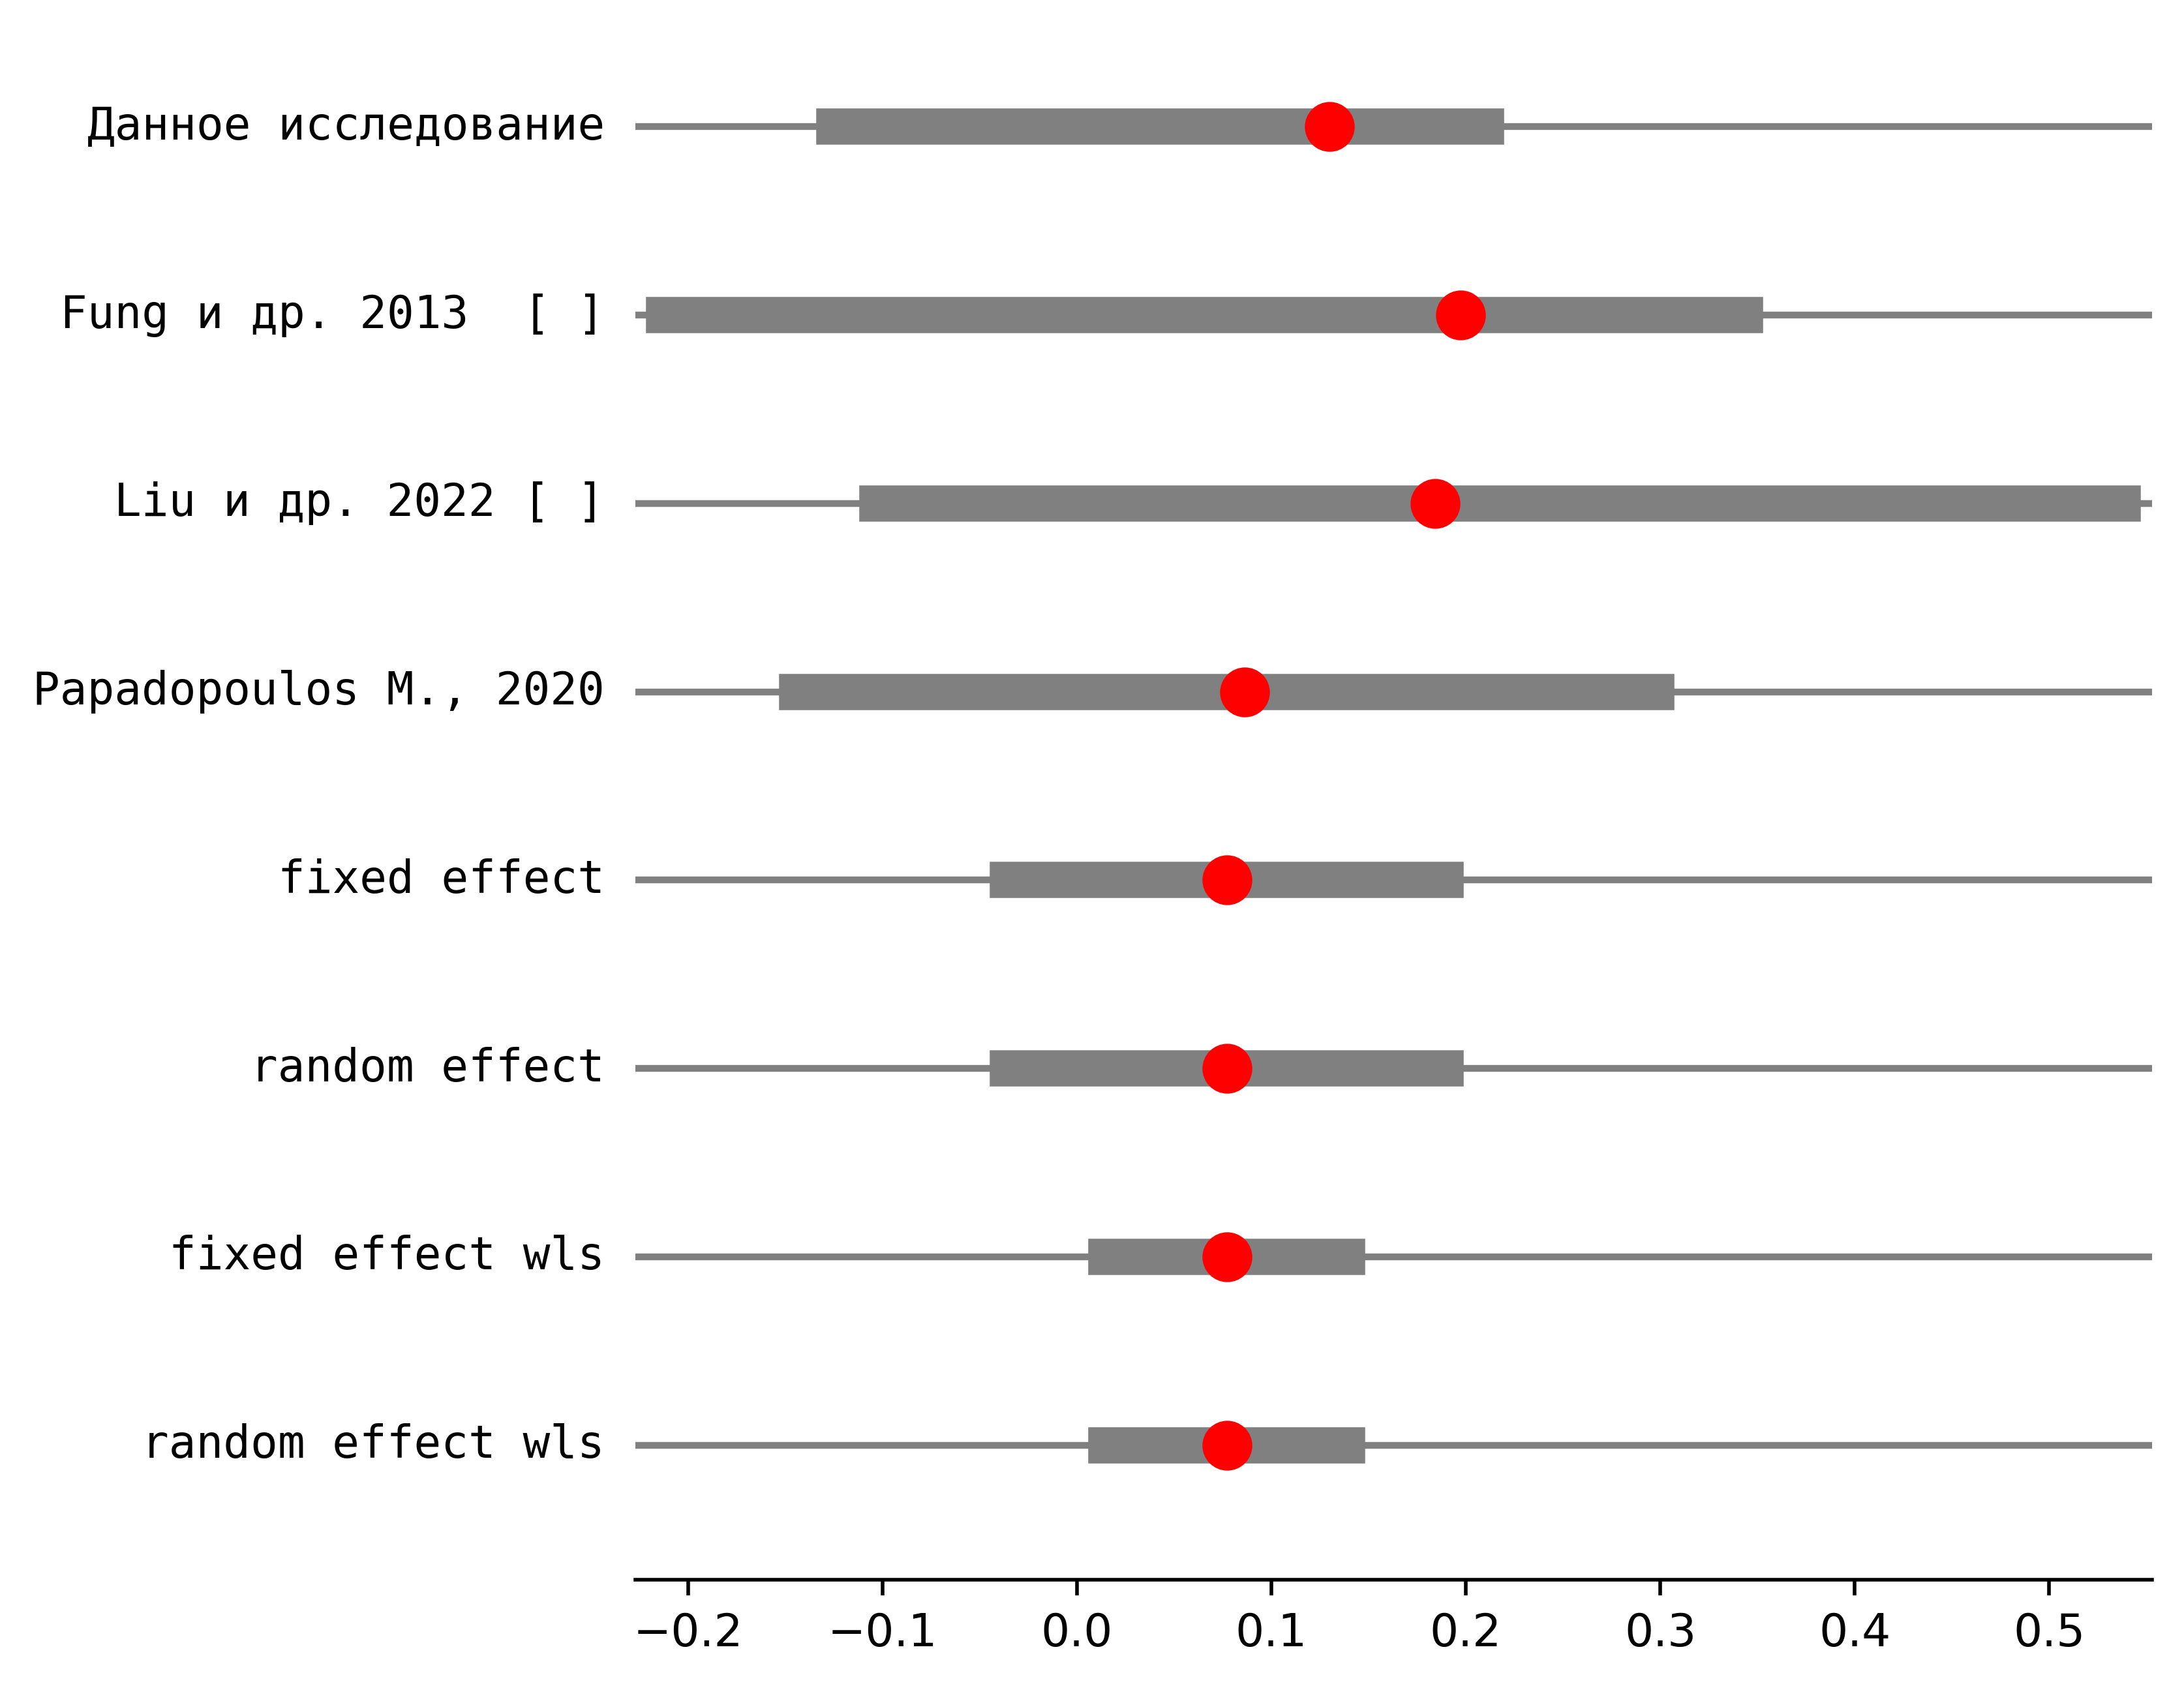 Данное исследование
Fung и др. 2013  [ ]
Liu и др. 2022 [ ]
Papadopoulos M., 2020
fixed effect
random effect
fixed effect wls
random effect wls
−0.2 −0.1 0.0 0.1 0.2 0.3 0.4 0.5